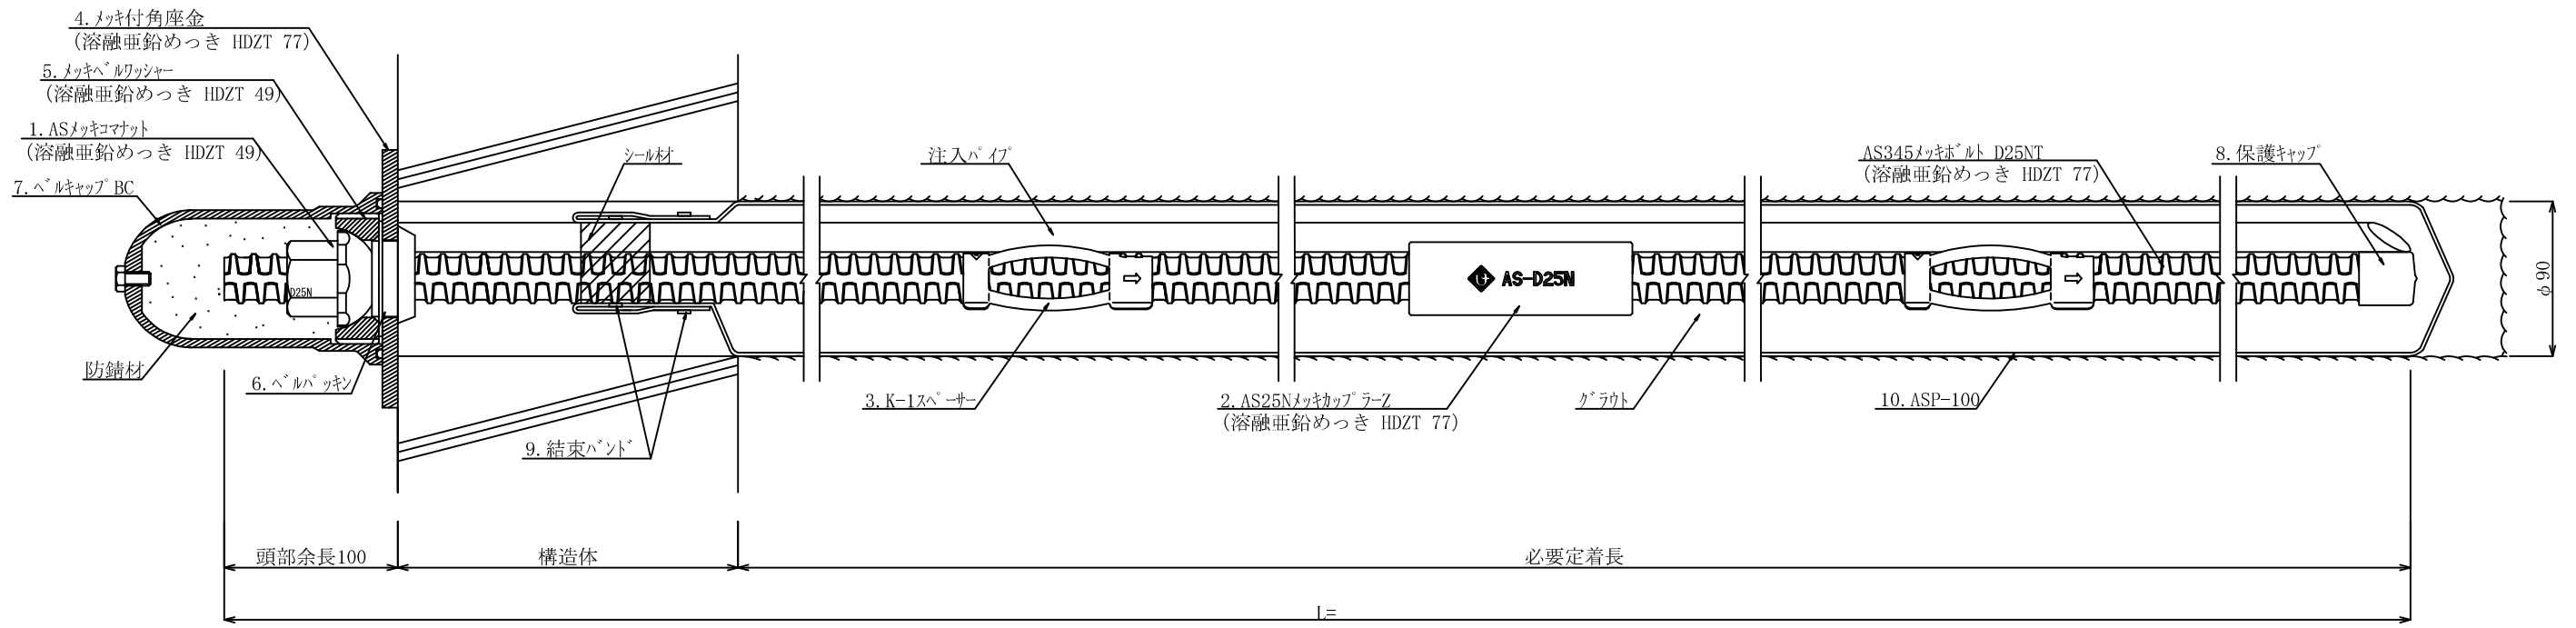 4.ﾒｯｷ付角座金
(溶融亜鉛めっき HDZT 77)
5.ﾒｯｷﾍﾞﾙﾜｯｼｬｰ
(溶融亜鉛めっき HDZT 49)
1.ASﾒｯｷｺﾏﾅｯﾄ
(溶融亜鉛めっき HDZT 49)
7.ﾍﾞﾙｷｬｯﾌﾟBC
ｼｰﾙ材
注入ﾊﾟｲﾌﾟ
AS345ﾒｯｷﾎﾞﾙﾄ D25NT
(溶融亜鉛めっき HDZT 77)
8.保護ｷｬｯﾌﾟ
D25N
AS-D25N
φ90
防錆材
6.ﾍﾞﾙﾊﾟｯｷﾝ
9.結束ﾊﾞﾝﾄﾞ
3.K-1ｽﾍﾟｰｻｰ
2.AS25NﾒｯｷｶｯﾌﾟﾗｰZ
(溶融亜鉛めっき HDZT 77)
ｸﾞﾗｳﾄ
10.ASP-100
頭部余長100
構造体
必要定着長
L=